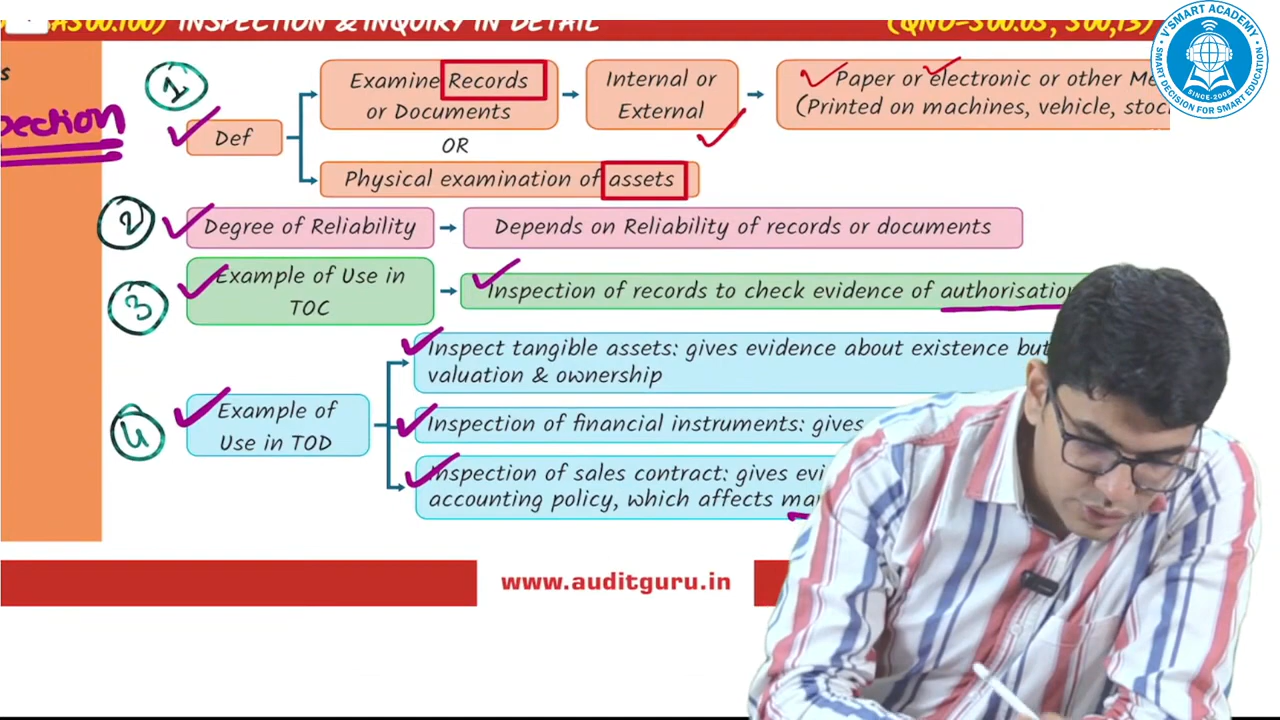 INSPECTION & INQUIRY IN DETAIL
V'SMART ACADEMY
SMART DECISION FOR SMART EDUCATION
SINCE-2005
1
Def
Examine Records
or Documents
Internal or
External
Paper or electronic or other Me
(Printed on machines, vehicle, stoc
OR
Physical examination of assets
2
Degree of Reliability
Depends on Reliability of records or documents
3
Example of Use in
TOC
Inspection of records to check evidence of authorisation
4
Example of
Use in TOD
Inspect tangible assets: gives evidence about existence but
valuation & ownership
Inspection of financial instruments: gives
Inspection of sales contract: gives evi
accounting policy, which affects
www.auditguru.in